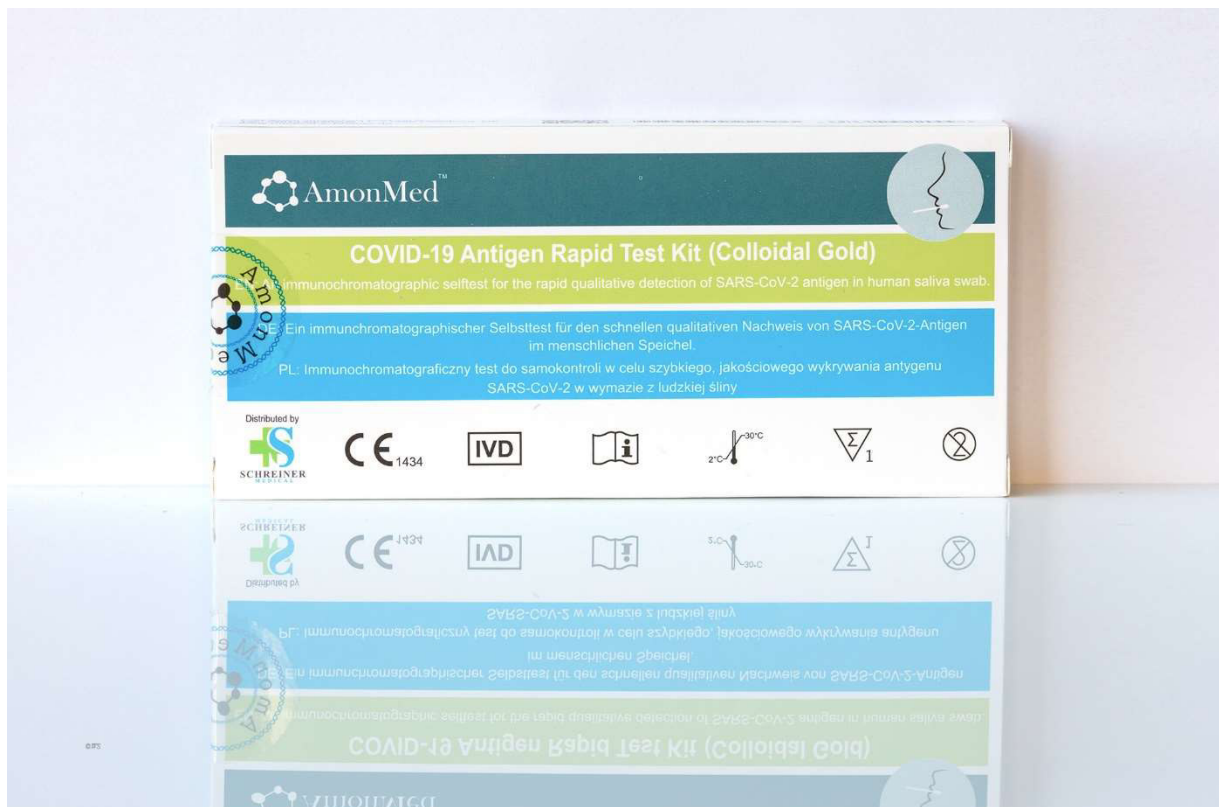 AmonMed™
COVID-19 Antigen Rapid Test Kit (Colloidal Gold)
immunochromatographic selftest for the rapid qualitative detection of SARS-CoV-2 antigen in human saliva swab.
DE: Ein immunchromatographischer Selbsttest für den schnellen qualitativen Nachweis von SARS-CoV-2-Antigen
im menschlichen Speichel.
PL: Immunochromatograficzny test do samokontroli w celu szybkiego, jakościowego wykrywania antygenu
SARS-CoV-2 w wymazie z ludzkiej śliny
AmonMe
Distributed by
S
SCHREINER
MEDICAL
CE 1434
IVD
i
2°C
30°C
Σ
1
2